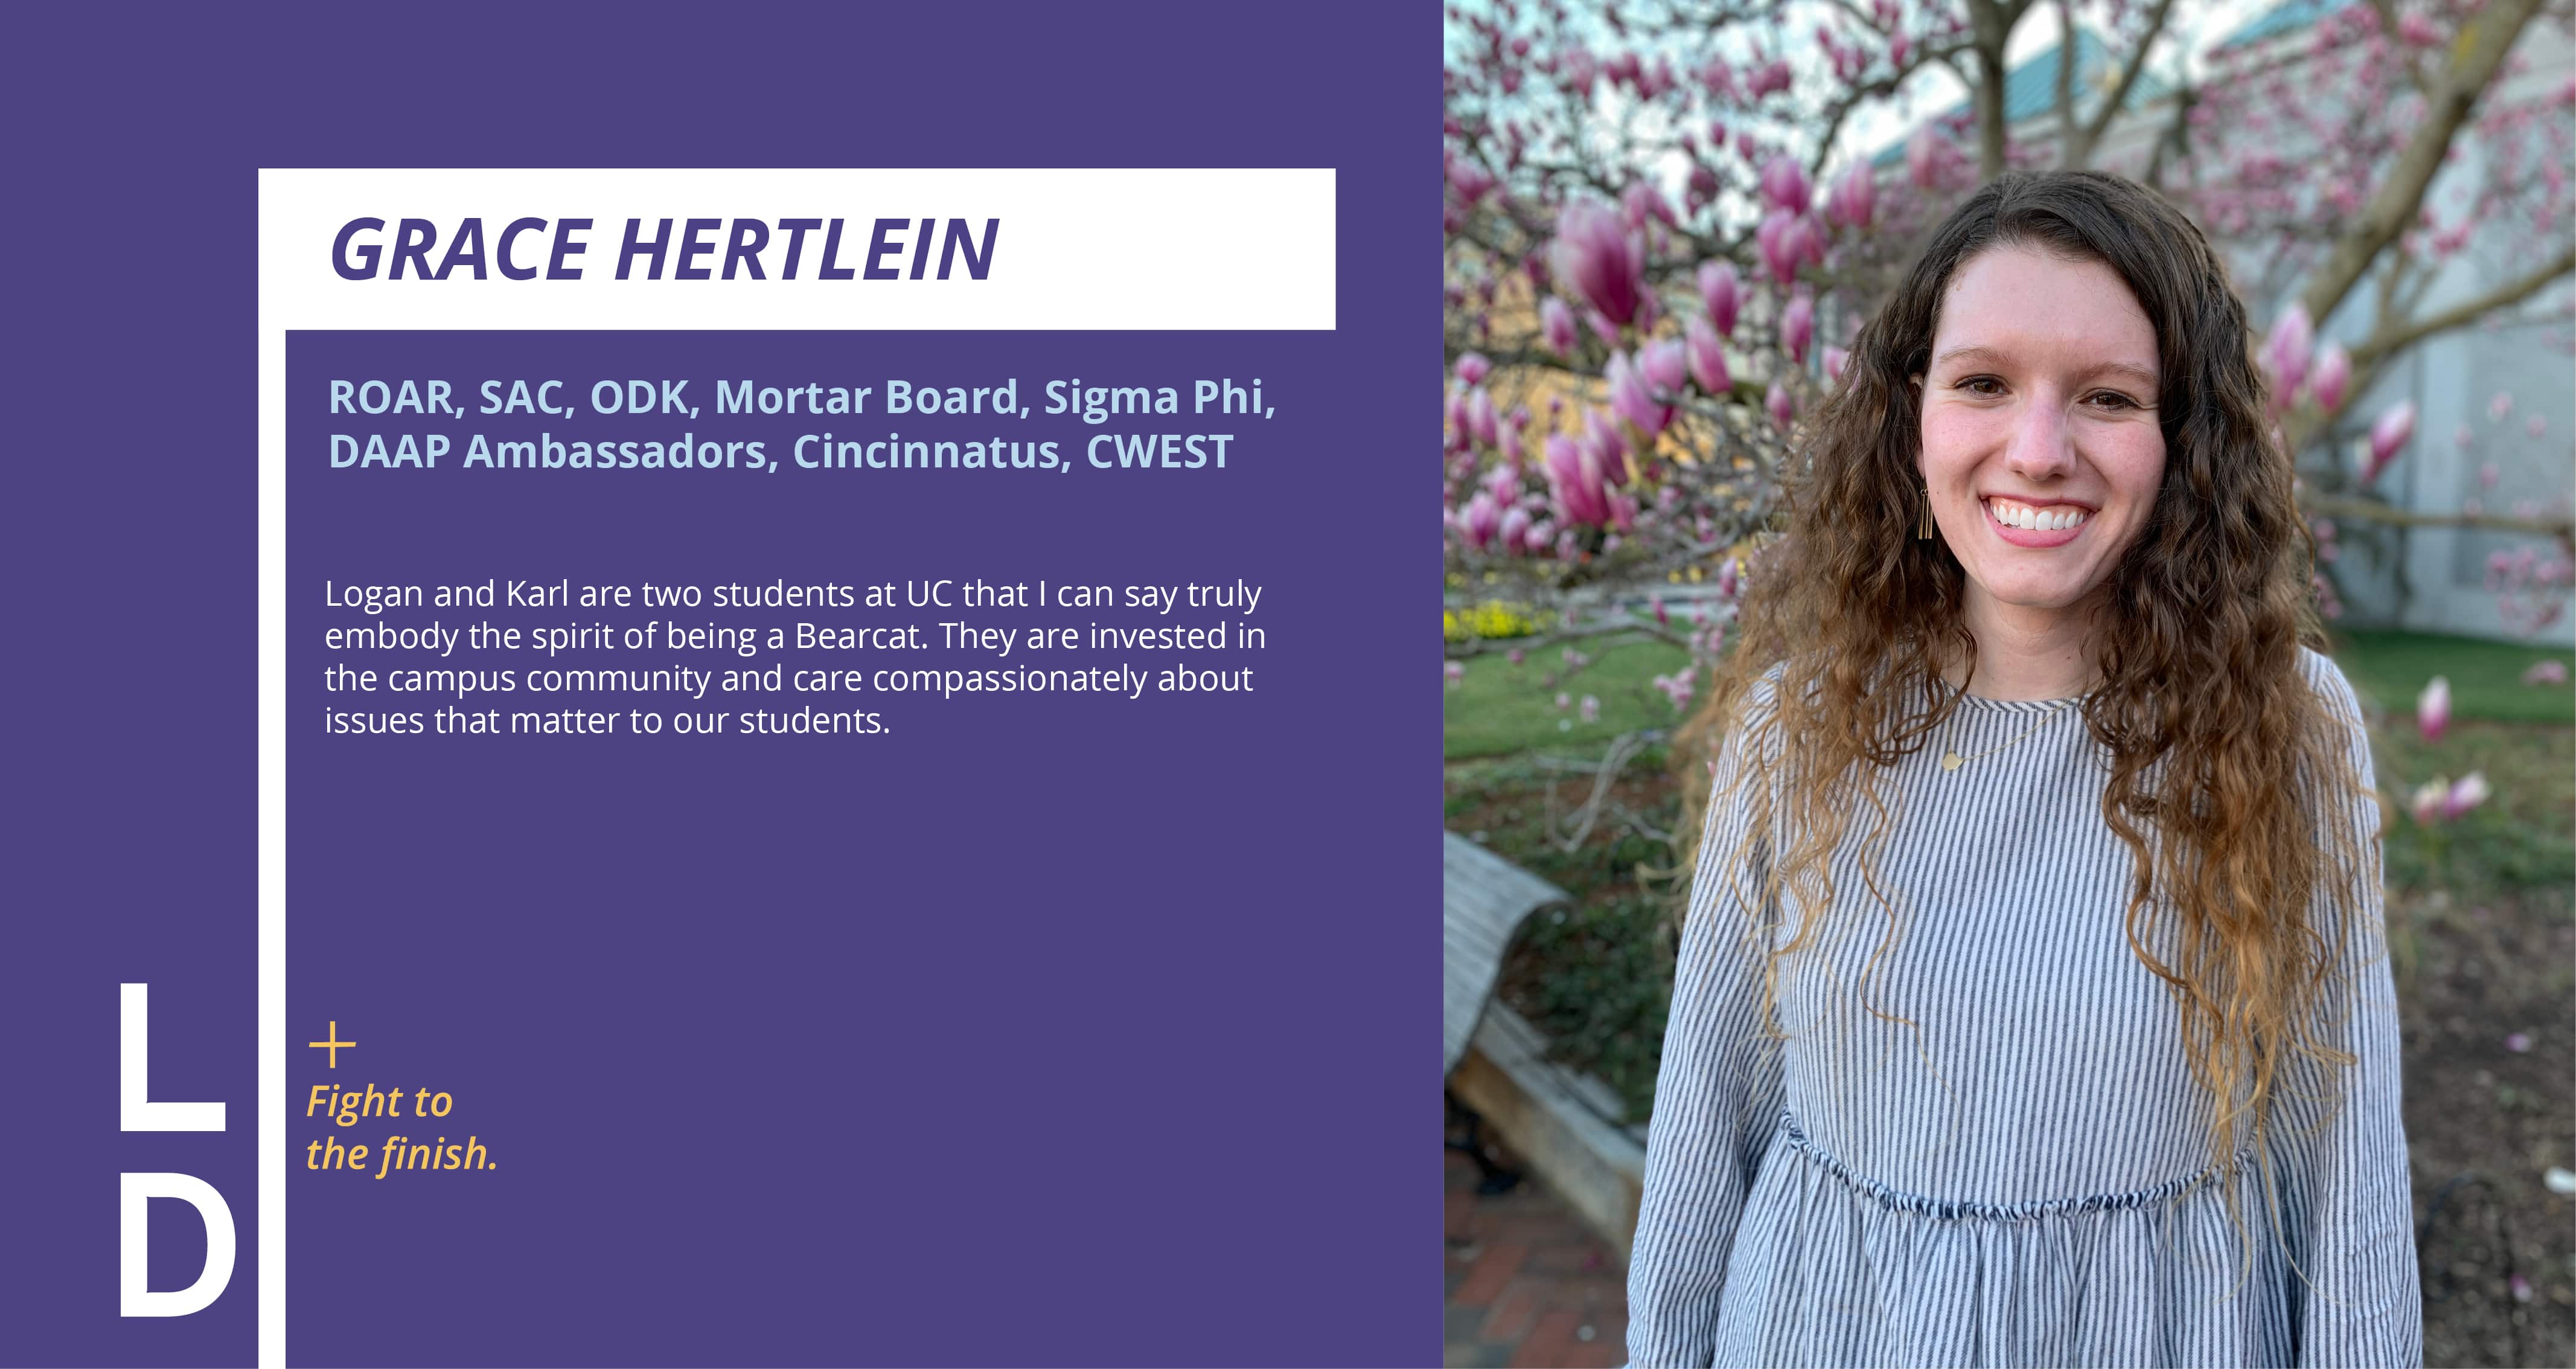 GRACE HERTLEIN
ROAR, SAC, ODK, Mortar Board, Sigma Phi,
DAAP Ambassadors, Cincinnatus, CWEST
Logan and Karl are two students at UC that I can say truly
embody the spirit of being a Bearcat. They are invested in
the campus community and care compassionately about
issues that matter to our students.
L
D
+
Fight to
the finish.